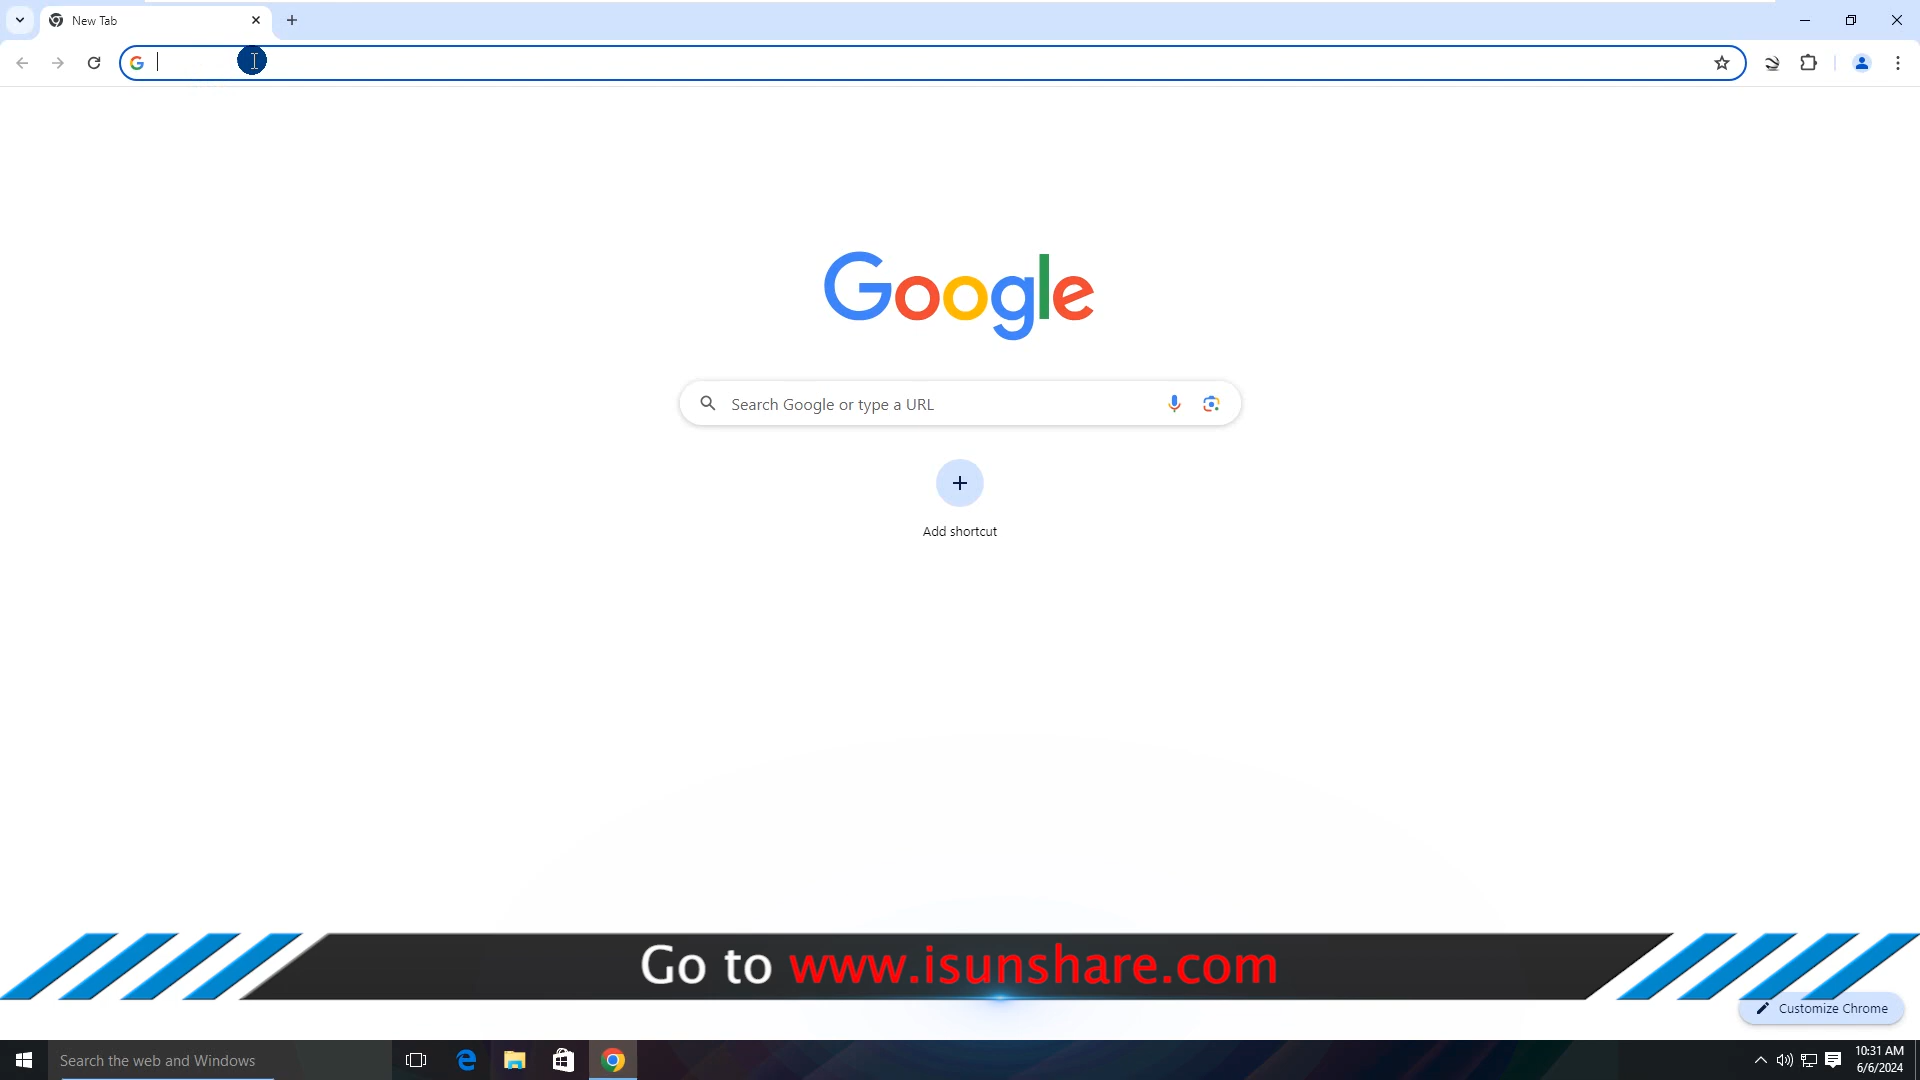 New Tab
Google
Search Google or type a URL
Add shortcut
Go to www.isunshare.com
Customize Chrome
Search the web and Windows
10:31 AM
6/6/2024